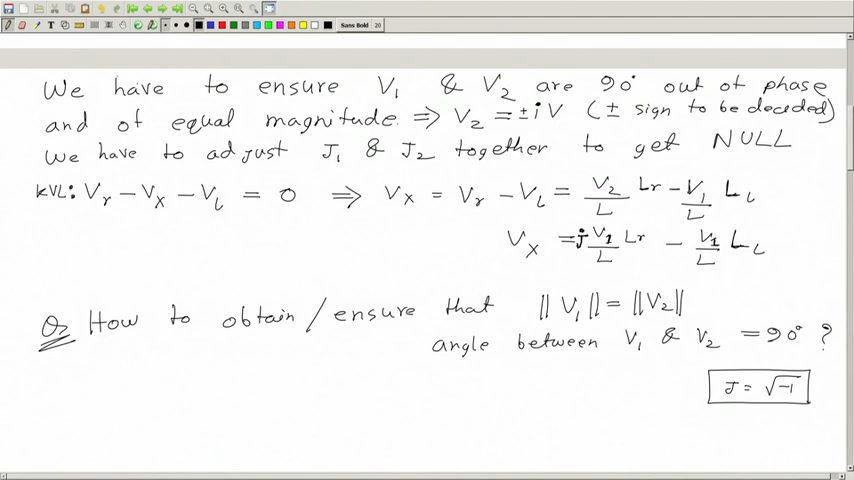 Sans Bold 20
We have to ensure V₁ & V₂ are 90° out of phase
and of equal magnitude. ⇒ V₂ = ± j V (± sign to be decided)
We have to adjust J₁ & J₂ together to get NULL
KVL: Vr − Vx − Vl = 0 ⇒ Vx = Vr − Vl = V₂/L Lr − V₁/L Ll
Vx = j V₁/L Lr − V₁/L Ll
Q: How to obtain / ensure that ||V₁|| = ||V₂||
angle between V₁ & V₂ = 90° ?
J = √−1